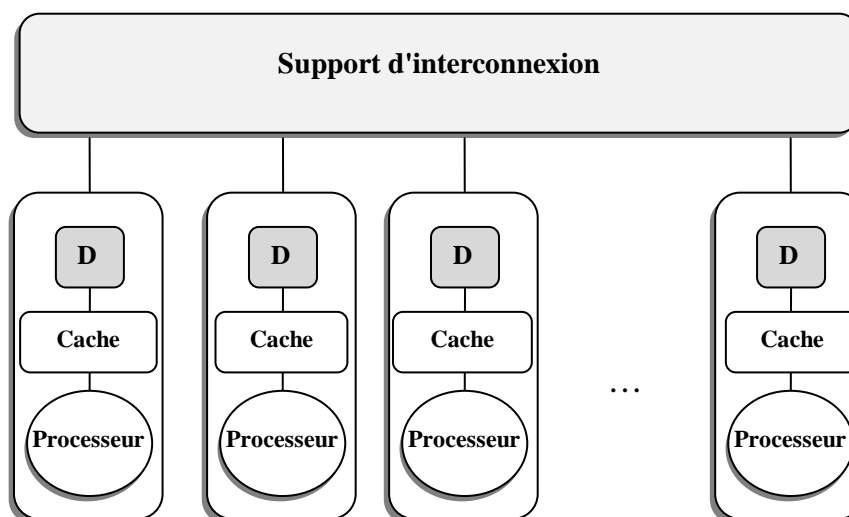 Support d'interconnexion
D D D D
Cache Cache Cache Cache
...
Processeur Processeur Processeur Processeur